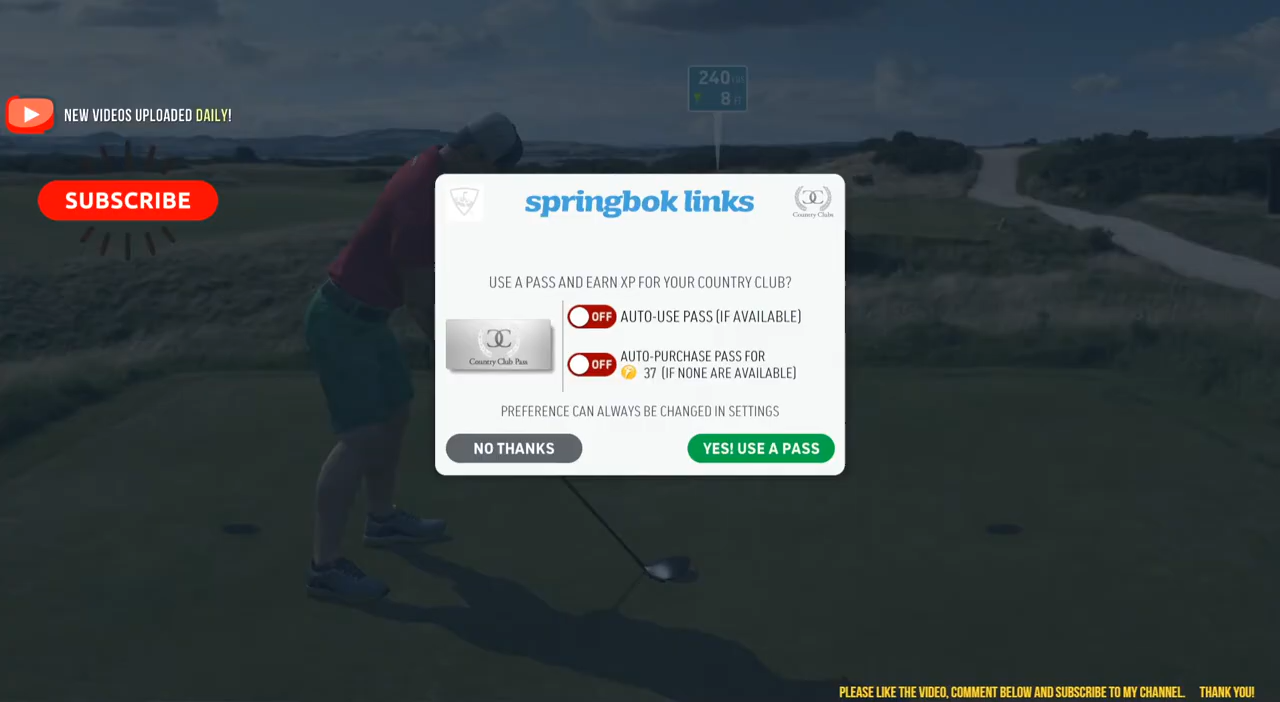 240
8 FT
NEW VIDEOS UPLOADED DAILY!
SUBSCRIBE
springbok links
Country Clubs
USE A PASS AND EARN XP FOR YOUR COUNTRY CLUB?
OFF AUTO-USE PASS (IF AVAILABLE)
Country Club Pass
OFF AUTO-PURCHASE PASS FOR
37 (IF NONE ARE AVAILABLE)
PREFERENCE CAN ALWAYS BE CHANGED IN SETTINGS
NO THANKS
YES! USE A PASS
PLEASE LIKE THE VIDEO, COMMENT BELOW AND SUBSCRIBE TO MY CHANNEL. THANK YOU!